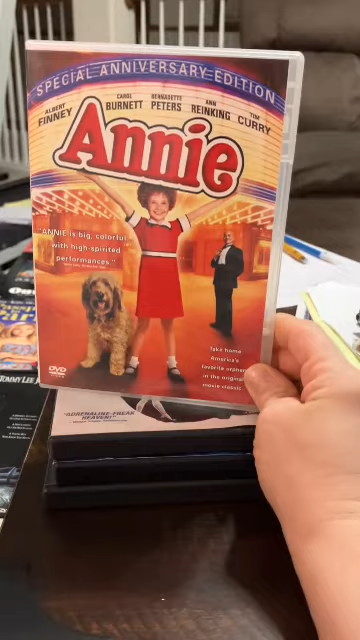 SPECIAL ANNIVERSARY EDITION
ALBERT FINNEY
CAROL BURNETT
BERNADETTE PETERS
ANN REINKING
TIM CURRY
Annie
"ANNIE is big, colorful
with high-spirited
performances."
DVD
Take home
America's
favorite orphan
in the original
movie classic
TOMMY LEE J
"ADRENALINE-FREAK
HEAVEN!"